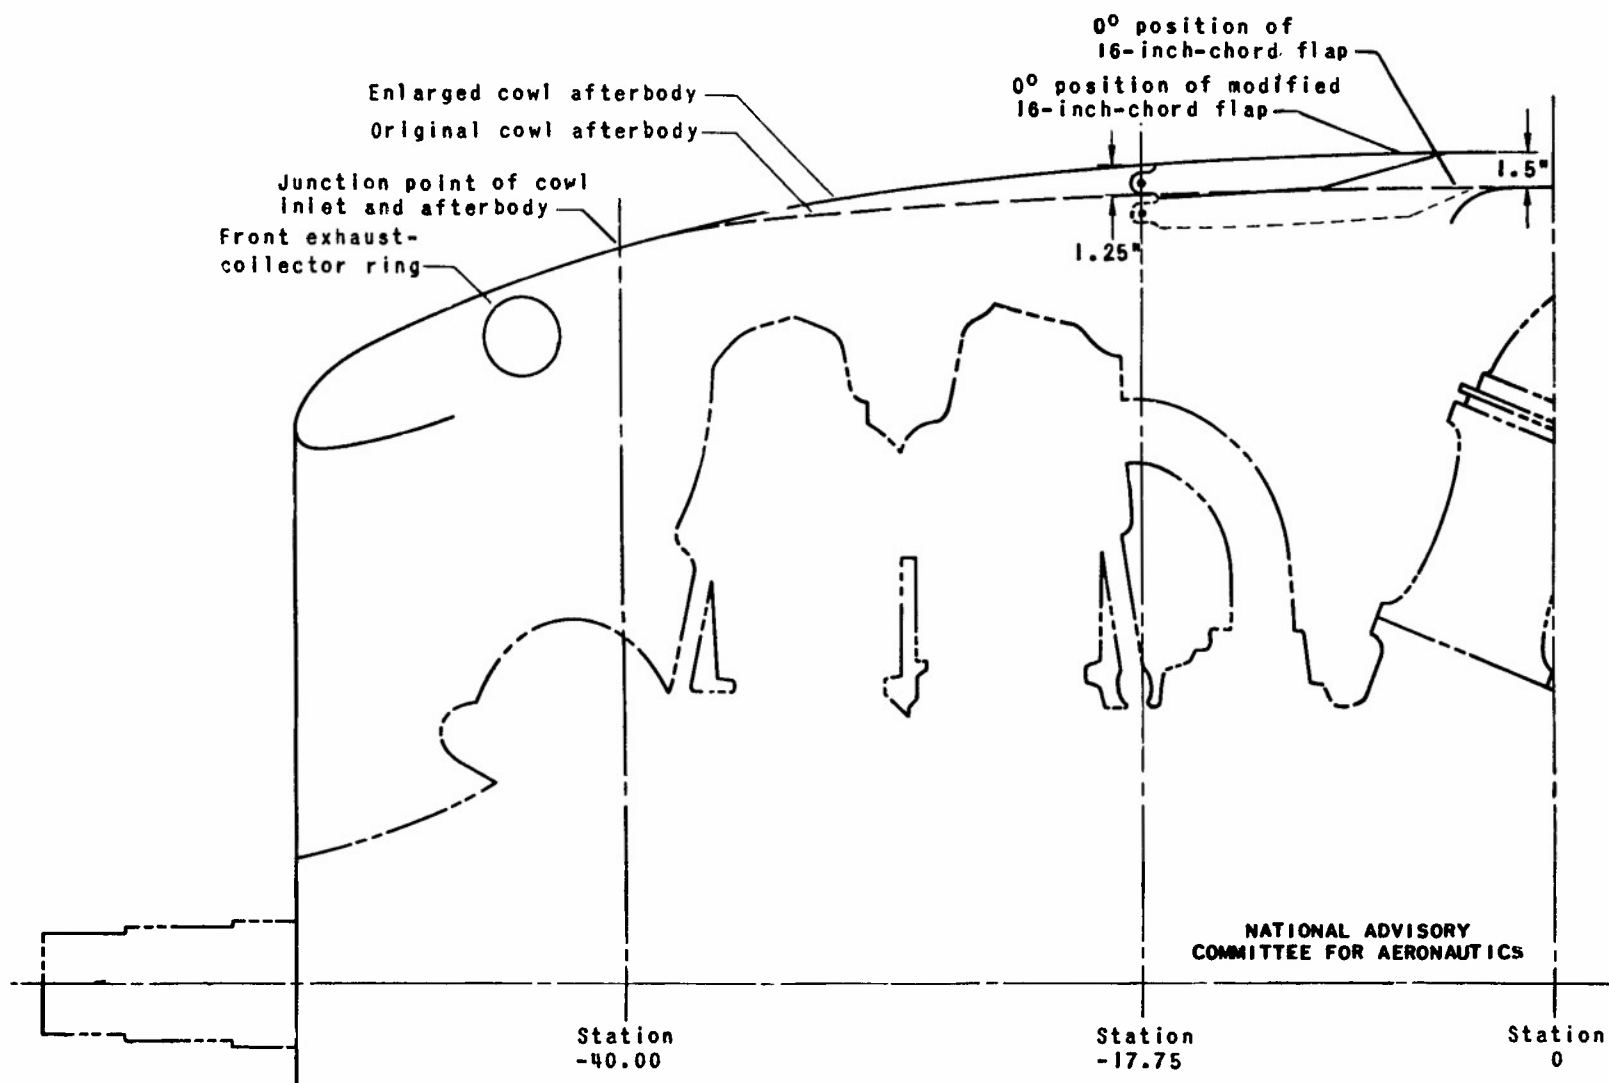 0° position of
16-inch-chord flap
0° position of modified
16-inch-chord flap
Enlarged cowl afterbody
Original cowl afterbody
1.5"
Junction point of cowl
inlet and afterbody
Front exhaust-
collector ring
1.25"
NATIONAL ADVISORY
COMMITTEE FOR AERONAUTICS
Station
-40.00
Station
-17.75
Station
0